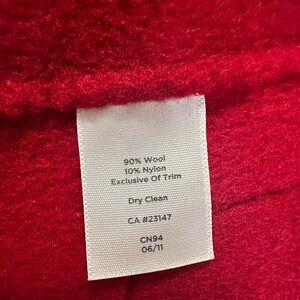 90% Wool
10% Nylon
Exclusive Of Trim
Dry Clean
CA #23147
CN94
06/11